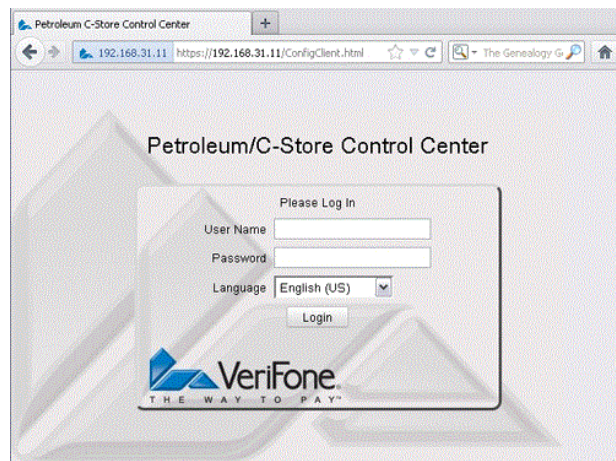 Petroleum C-Store Control Center
192.168.31.11 https://192.168.31.11/ConfigClient.html The Genealogy G
Petroleum/C-Store Control Center
Please Log In
User Name
Password
Language English (US)
Login
VeriFone.
THE WAY TO PAY™